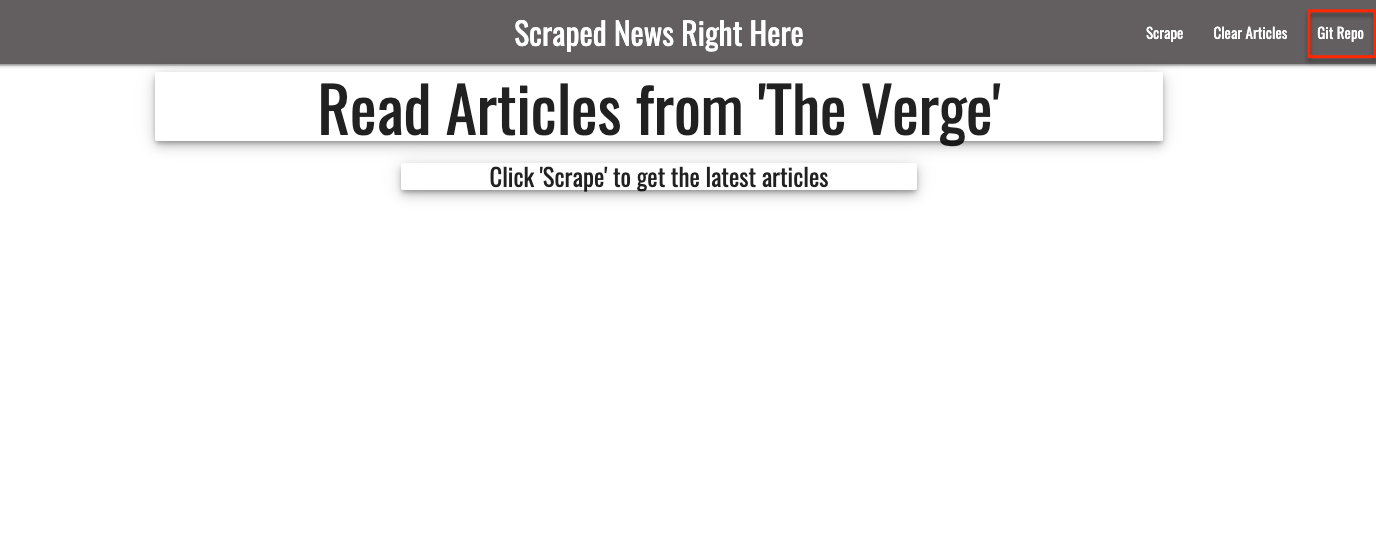 Scraped News Right Here
Scrape Clear Articles Git Repo
Read Articles from 'The Verge'
Click 'Scrape' to get the latest articles